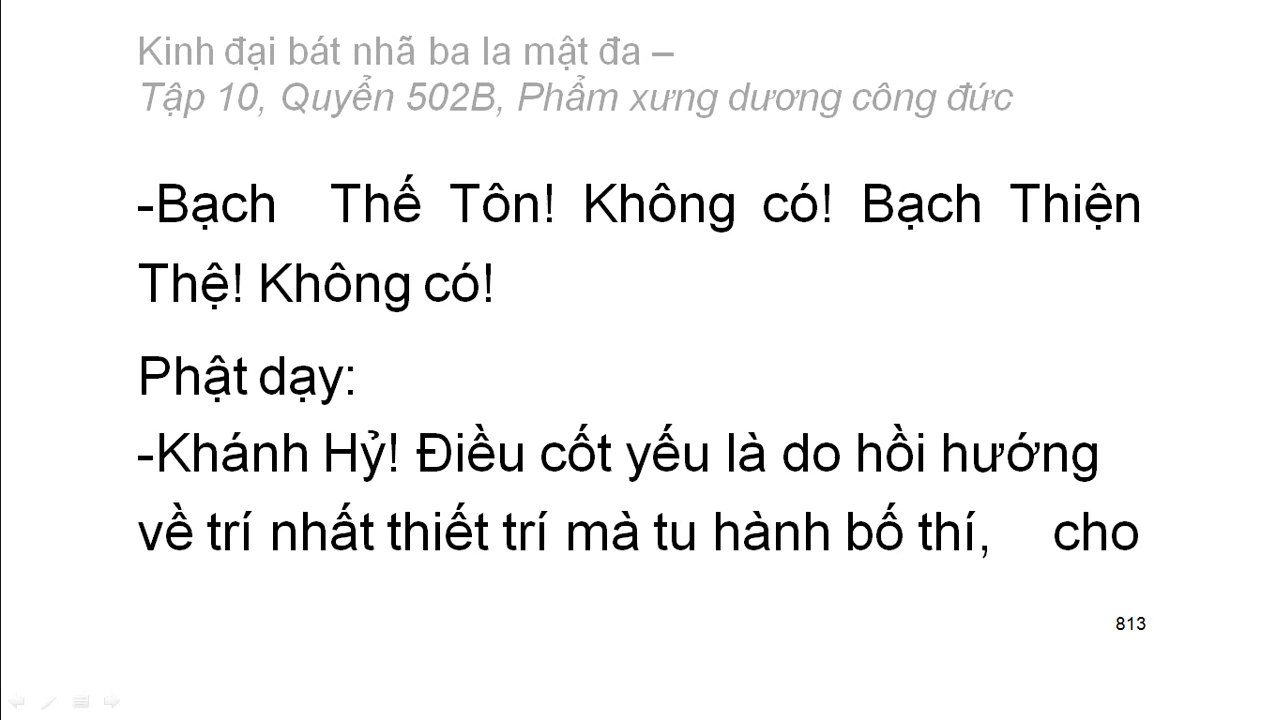 Kinh đại bát nhã ba la mật đa –
Tập 10, Quyển 502B, Phẩm xưng dương công đức
-Bạch Thế Tôn! Không có! Bạch Thiện
Thệ! Không có!
Phật dạy:
-Khánh Hỷ! Điều cốt yếu là do hồi hướng
về trí nhất thiết trí mà tu hành bố thí, cho
813